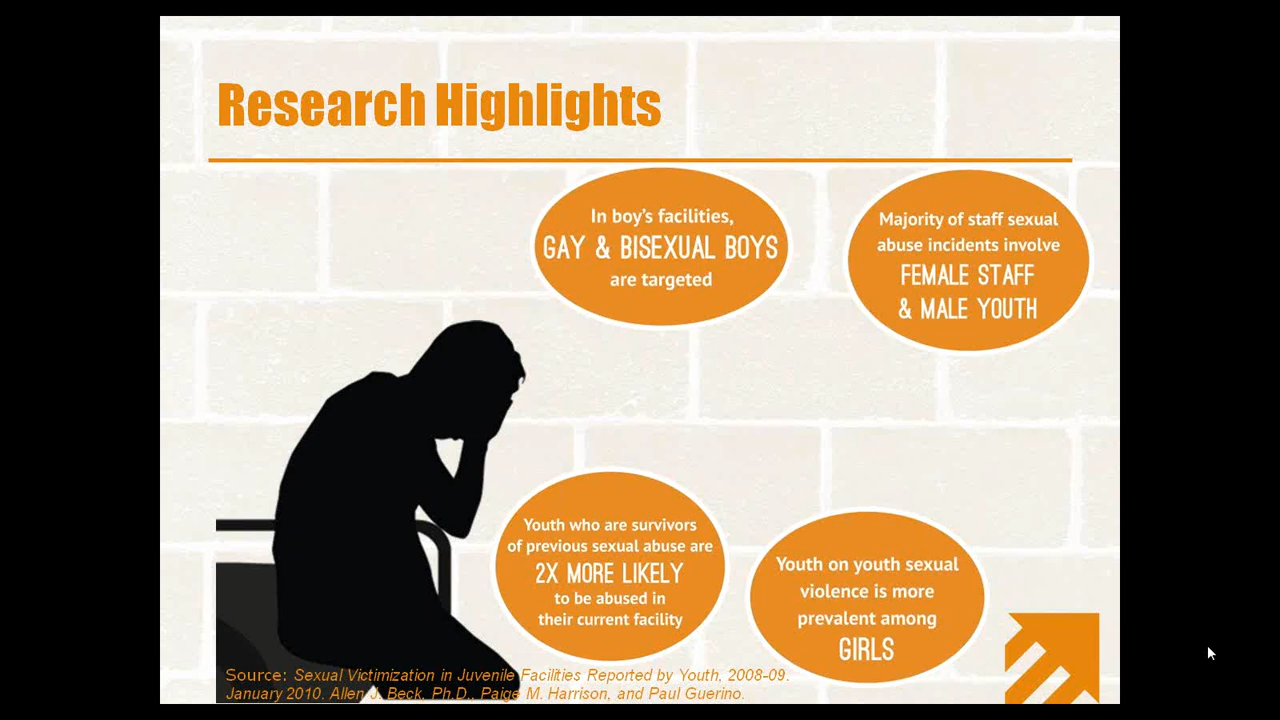 Research Highlights
In boy's facilities,
GAY & BISEXUAL BOYS
are targeted
Majority of staff sexual
abuse incidents involve
FEMALE STAFF
& MALE YOUTH
Youth who are survivors
of previous sexual abuse are
2X MORE LIKELY
to be abused in
their current facility
Youth on youth sexual
violence is more
prevalent among
GIRLS
Source: Sexual Victimization in Juvenile Facilities Reported by Youth, 2008-09.
January 2010. Allen J. Beck, Ph.D., Paige M. Harrison, and Paul Guerino.